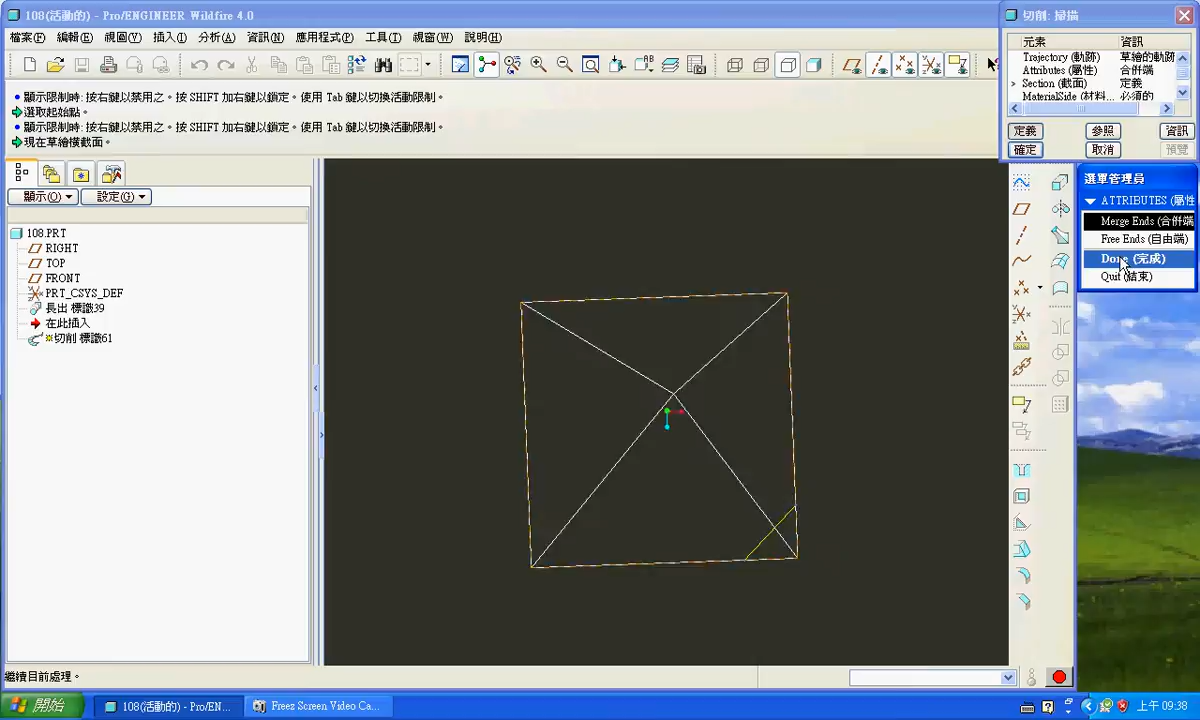 108(活動的) - Pro/ENGINEER Wildfire 4.0
檔案(F) 編輯(E) 視圖(V) 插入(I) 分析(A) 資訊(N) 應用程式(P) 工具(T) 視窗(W) 說明(H)
•顯示限制時: 按右鍵以禁用之。按 SHIFT 加右鍵以鎖定。使用 Tab 鍵以切換活動限制。
選取起始點。
•顯示限制時: 按右鍵以禁用之。按 SHIFT 加右鍵以鎖定。使用 Tab 鍵以切換活動限制。
現在草繪橫截面。
顯示(O) 設定(G)
108.PRT
RIGHT
TOP
FRONT
PRT_CSYS_DEF
長出 標識39
在此插入
※切削 標識61
切削: 掃描
元素 資訊
Trajectory (軌跡) 草繪的軌跡
Attributes (屬性) 合併端
> Section (截面) 定義
MaterialSide (材料... 必須的
定義 參照 資訊
確定 取消 預覽
選單管理員
ATTRIBUTES (屬性
Merge Ends (合併端
Free Ends (自由端)
Done (完成)
Quit (結束)
繼續目前處理。
開始 108(活動的) - Pro/EN... Freez Screen Video Ca... 上午 09:38